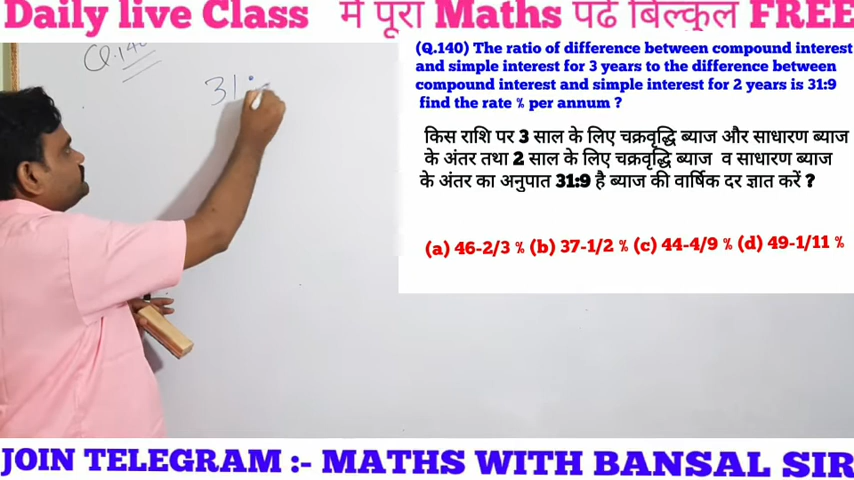 Daily live Class में पूरा Maths पढे बिल्कुल FREE
Q.140
31:
(Q.140) The ratio of difference between compound interest
and simple interest for 3 years to the difference between
compound interest and simple interest for 2 years is 31:9
find the rate % per annum ?
किस राशि पर 3 साल के लिए चक्रवृद्धि ब्याज और साधारण ब्याज
के अंतर तथा 2 साल के लिए चक्रवृद्धि ब्याज व साधारण ब्याज
के अंतर का अनुपात 31:9 है ब्याज की वार्षिक दर ज्ञात करें ?
(a) 46-2/3 % (b) 37-1/2 % (c) 44-4/9 % (d) 49-1/11 %
JOIN TELEGRAM :- MATHS WITH BANSAL SIR